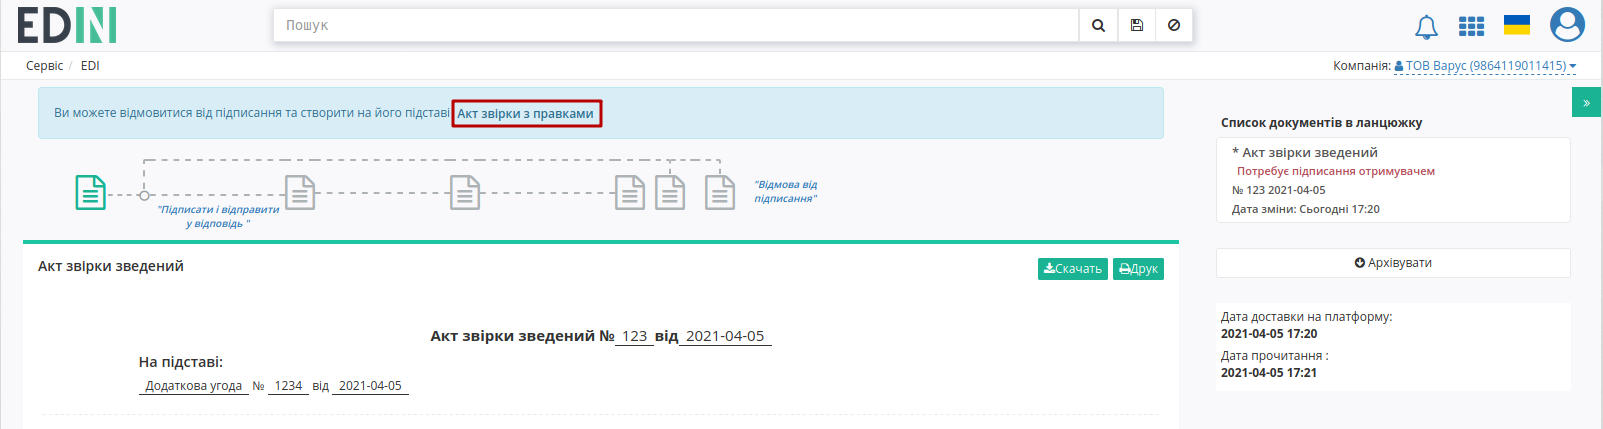 EDIN
Пошук
Сервіс / EDI
Компанія: ТОВ Варус (9864119011415)
Ви можете відмовитися від підписання та створити на його підставі Акт звірки з правками
»
"Підписати і відправити
у відповідь "
"Відмова від
підписання"
Акт звірки зведений
Скачать Друк
Акт звірки зведений № 123 від 2021-04-05
На підставі:
Додаткова угода № 1234 від 2021-04-05
Список документів в ланцюжку
* Акт звірки зведений
Потребує підписання отримувачем
№ 123 2021-04-05
Дата зміни: Сьогодні 17:20
Архівувати
Дата доставки на платформу:
2021-04-05 17:20
Дата прочитання :
2021-04-05 17:21